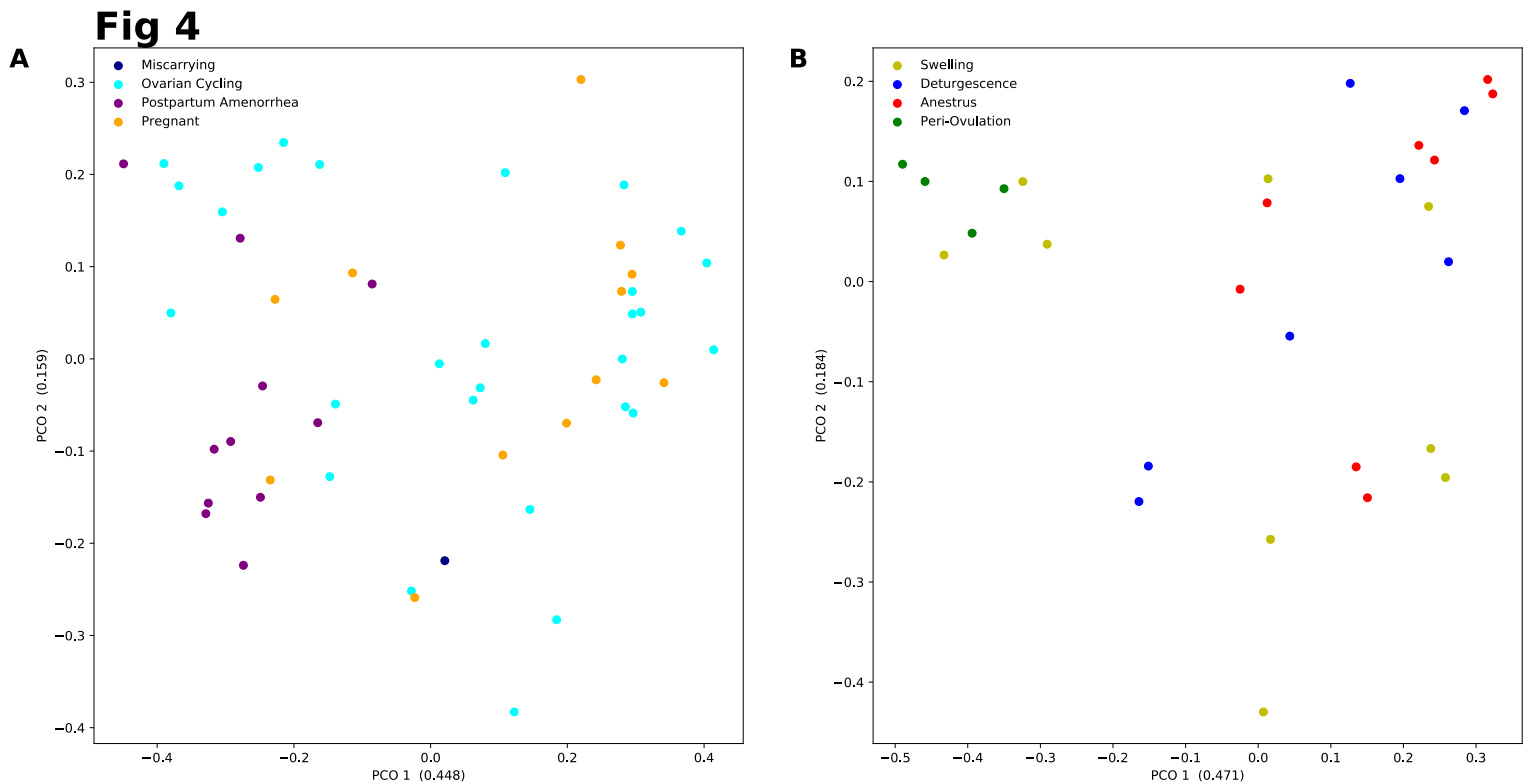 Fig 4
A
Miscarrying
Ovarian Cycling
Postpartum Amenorrhea
Pregnant
0.3
0.2
0.1
0.0
−0.1
−0.2
−0.3
−0.4
PCO 2 (0.159)
−0.4
−0.2
0.0
0.2
0.4
PCO 1 (0.448)
B
Swelling
Deturgescence
Anestrus
Peri-Ovulation
0.2
0.1
0.0
−0.1
−0.2
−0.3
−0.4
PCO 2 (0.184)
−0.5
−0.4
−0.3
−0.2
−0.1
0.0
0.1
0.2
0.3
PCO 1 (0.471)